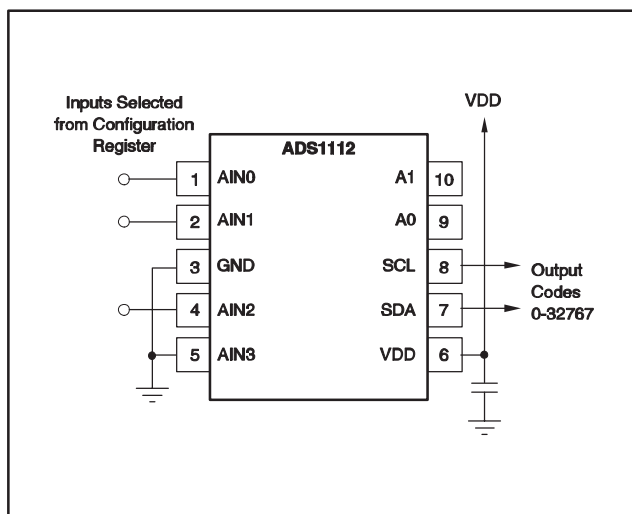 Inputs Selected
from Configuration
Register
VDD
ADS1112
1 AIN0 A1 10
2 AIN1 A0 9
3 GND SCL 8
4 AIN2 SDA 7
5 AIN3 VDD 6
Output
Codes
0-32767